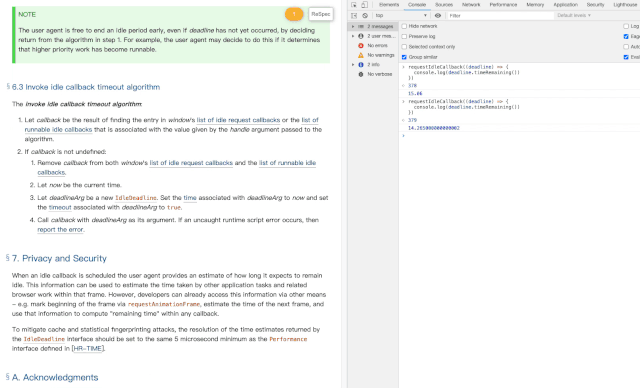 NOTE
ReSpec
The user agent is free to end an idle period early, even if deadline has not yet occurred, by deciding
return from the algorithm in step 1. For example, the user agent may decide to do this if it determines
that higher priority work has become runnable.
§ 6.3 Invoke idle callback timeout algorithm
The invoke idle callback timeout algorithm:
1. Let callback be the result of finding the entry in window's list of idle request callbacks or the list of
runnable idle callbacks that is associated with the value given by the handle argument passed to the
algorithm.
2. If callback is not undefined:
1. Remove callback from both window's list of idle request callbacks and the list of runnable idle
callbacks.
2. Let now be the current time.
3. Let deadlineArg be a new IdleDeadline. Set the time associated with deadlineArg to now and set
the timeout associated with deadlineArg to true.
4. Call callback with deadlineArg as its argument. If an uncaught runtime script error occurs, then
report the error.
§ 7. Privacy and Security
When an idle callback is scheduled the user agent provides an estimate of how long it expects to remain
idle. This information can be used to estimate the time taken by other application tasks and related
browser work within that frame. However, developers can already access this information via other means
- e.g. mark beginning of the frame via requestAnimationFrame, estimate the time of the next frame, and
use that information to compute "remaining time" within any callback.
To mitigate cache and statistical fingerprinting attacks, the resolution of the time estimates returned by
the IdleDeadline interface should be set to the same 5 microsecond minimum as the Performance
interface defined in [HR-TIME].
§ A. Acknowledgments
Elements Console Sources Network Performance Memory Application Security Lighthouse
top Filter Default levels
2 messages
2 user mes...
No errors
No warnings
2 info
No verbose
Hide network Log
Preserve log Eage
Selected context only Auto
Group similar Eval
requestIdleCallback((deadline) => {
console.log(deadline.timeRemaining())
})
378
15.06
requestIdleCallback((deadline) => {
console.log(deadline.timeRemaining())
})
379